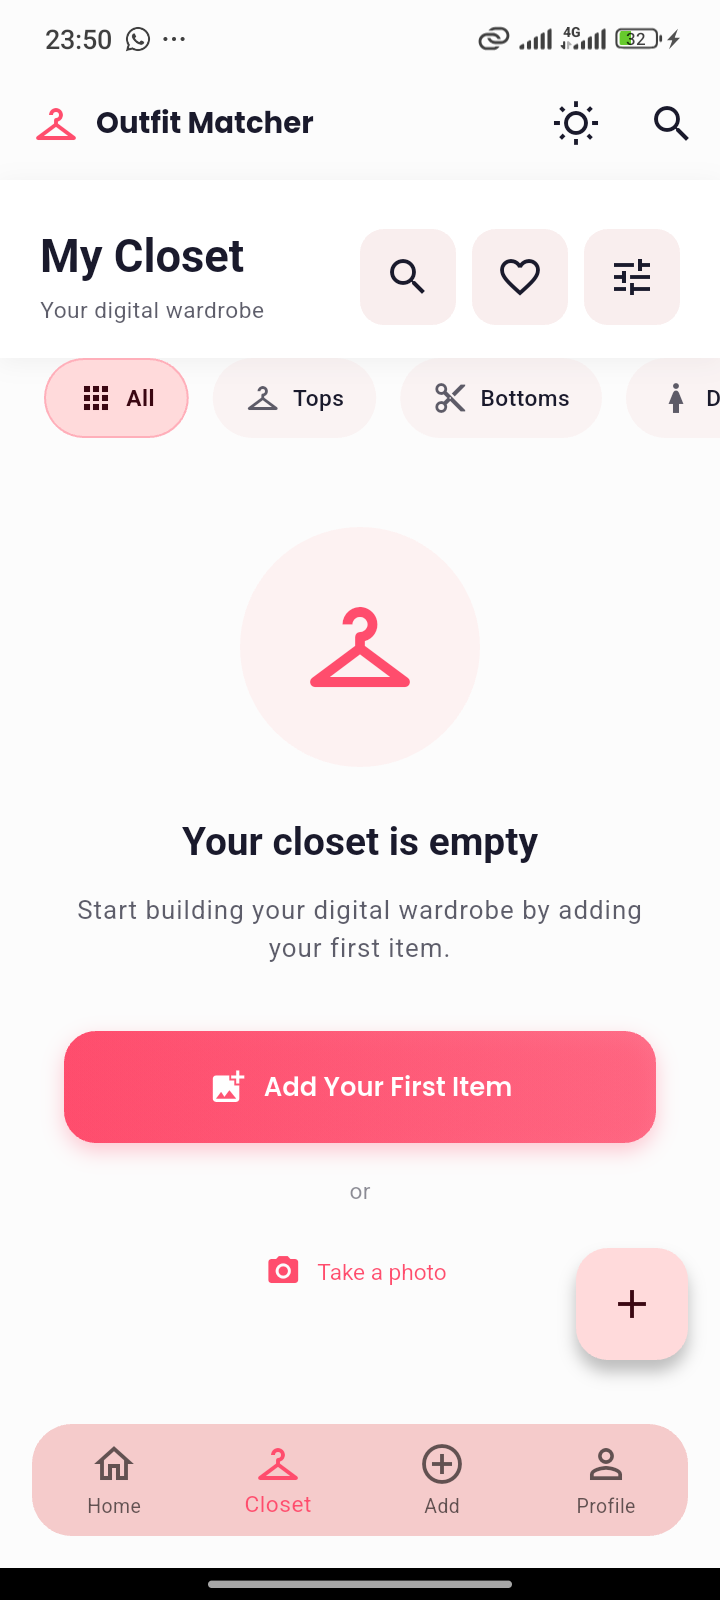 23:50
4G
32
Outfit Matcher
My Closet
Your digital wardrobe
All
Tops
Bottoms
D
Your closet is empty
Start building your digital wardrobe by adding
your first item.
Add Your First Item
or
Take a photo
Home
Closet
Add
Profile